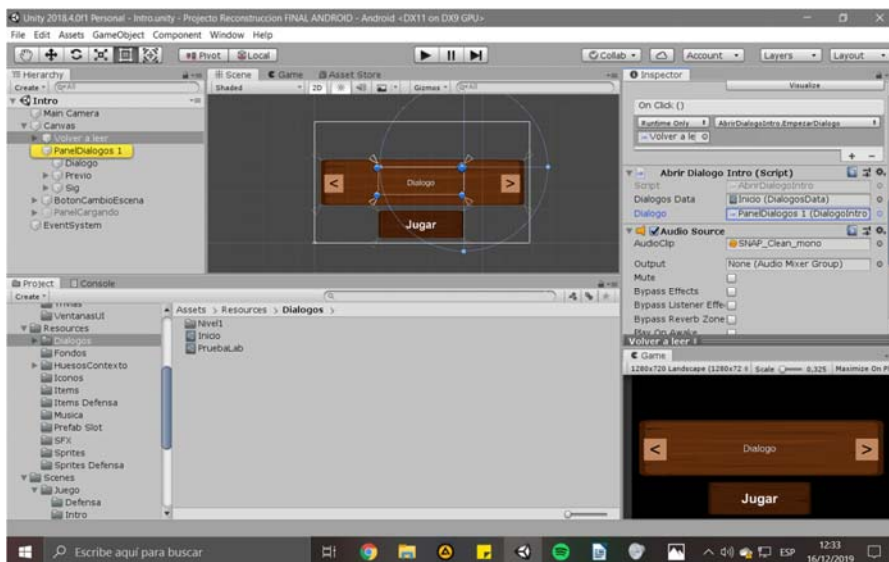 Unity 2018.4.0f1 Personal - Intro.unity - Projecto Reconstruccion FINAL ANDROID - Android <DX11 on DX9 GPU>
File Edit Assets GameObject Component Window Help
Pivot Local Collab Account Layers Layout
Hierarchy
Create
Intro
Main Camera
Canvas
Volver a leer
PanelDialogos 1
Dialogo
Previo
Sig
BotonCambioEscena
PanelCargando
EventSystem
Scene Game Asset Store
Shaded 2D Gizmos
<
Dialogo
>
Jugar
Project Console
Create
VentanasUI
Resources
Dialogos
Fondos
HuesosContexto
Iconos
Items
Items Defensa
Musica
Prefab Slot
SFX
Sprites
Sprites Defensa
Scenes
Juego
Defensa
Intro
Assets > Resources > Dialogos >
Nivel1
Inicio
PruebaLab
Inspector
Visualize
On Click ()
Runtime Only AbrirDialogoIntro.EmpezarDialogo
Volver a le
Abrir Dialogo Intro (Script)
Script AbrirDialogoIntro
Dialogos Data Inicio (DialogosData)
Dialogo PanelDialogos 1 (DialogoIntro)
Audio Source
AudioClip SNAP_Clean_mono
Output None (Audio Mixer Group)
Mute
Bypass Effects
Bypass Listener Effe
Bypass Reverb Zone
Play On Awake
Volver a leer
Game
1280x720 Landscape (1280x72 Scale 0,325 Maximize On P
<
Dialogo
>
Jugar
Escribe aquí para buscar
ESP
12:33
16/12/2019